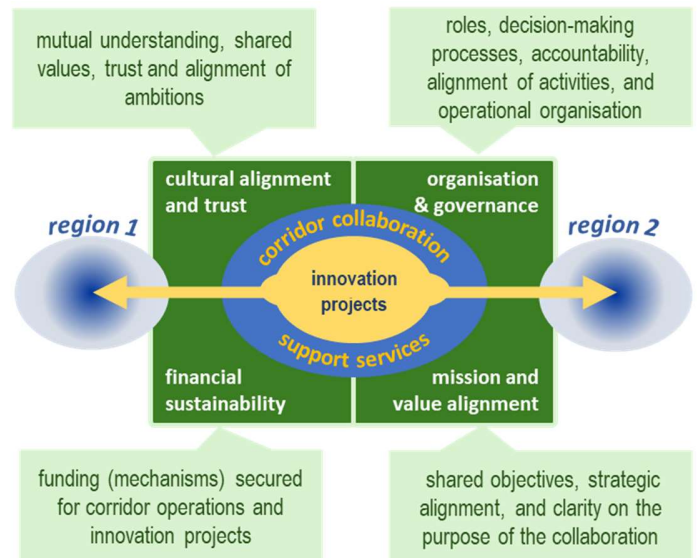 mutual understanding, shared
values, trust and alignment of
ambitions
roles, decision-making
processes, accountability,
alignment of activities, and
operational organisation
cultural alignment
and trust
organisation
& governance
region 1
corridor collaboration
region 2
innovation
projects
support services
financial
sustainability
mission and
value alignment
funding (mechanisms) secured
for corridor operations and
innovation projects
shared objectives, strategic
alignment, and clarity on the
purpose of the collaboration